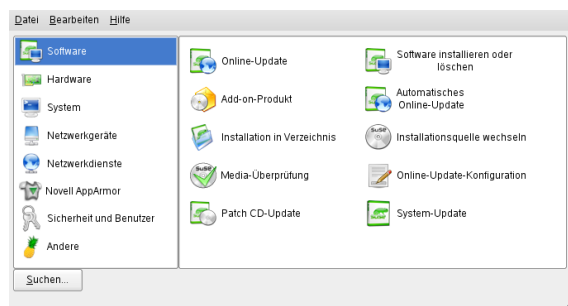 Datei Bearbeiten Hilfe
Software
Hardware
System
Netzwerkgeräte
Netzwerkdienste
Novell AppArmor
Sicherheit und Benutzer
Andere
Online-Update
Software installieren oder
löschen
Add-on-Produkt
Automatisches
Online-Update
Installation in Verzeichnis
SuSE
Installationsquelle wechseln
SuSE
Media-Überprüfung
Online-Update-Konfiguration
Patch CD-Update
System-Update
Suchen...